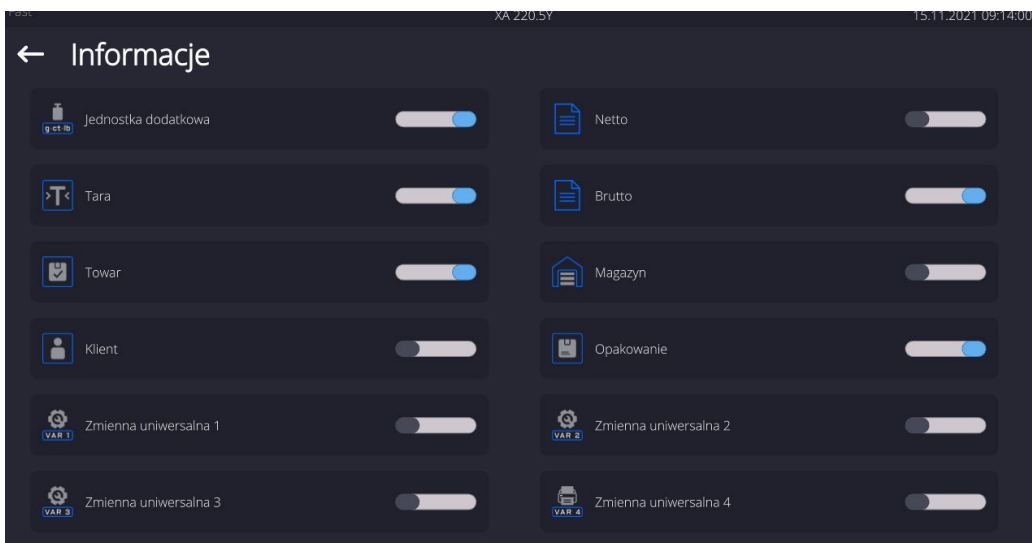 Fast XA 220.5Y 15.11.2021 09:14:00
← Informacje
g-ct-lb Jednostka dodatkowa
Netto
>T< Tara
Brutto
Towar
Magazyn
Klient
Opakowanie
VAR 1 Zmienna uniwersalna 1
VAR 2 Zmienna uniwersalna 2
VAR 3 Zmienna uniwersalna 3
VAR 4 Zmienna uniwersalna 4